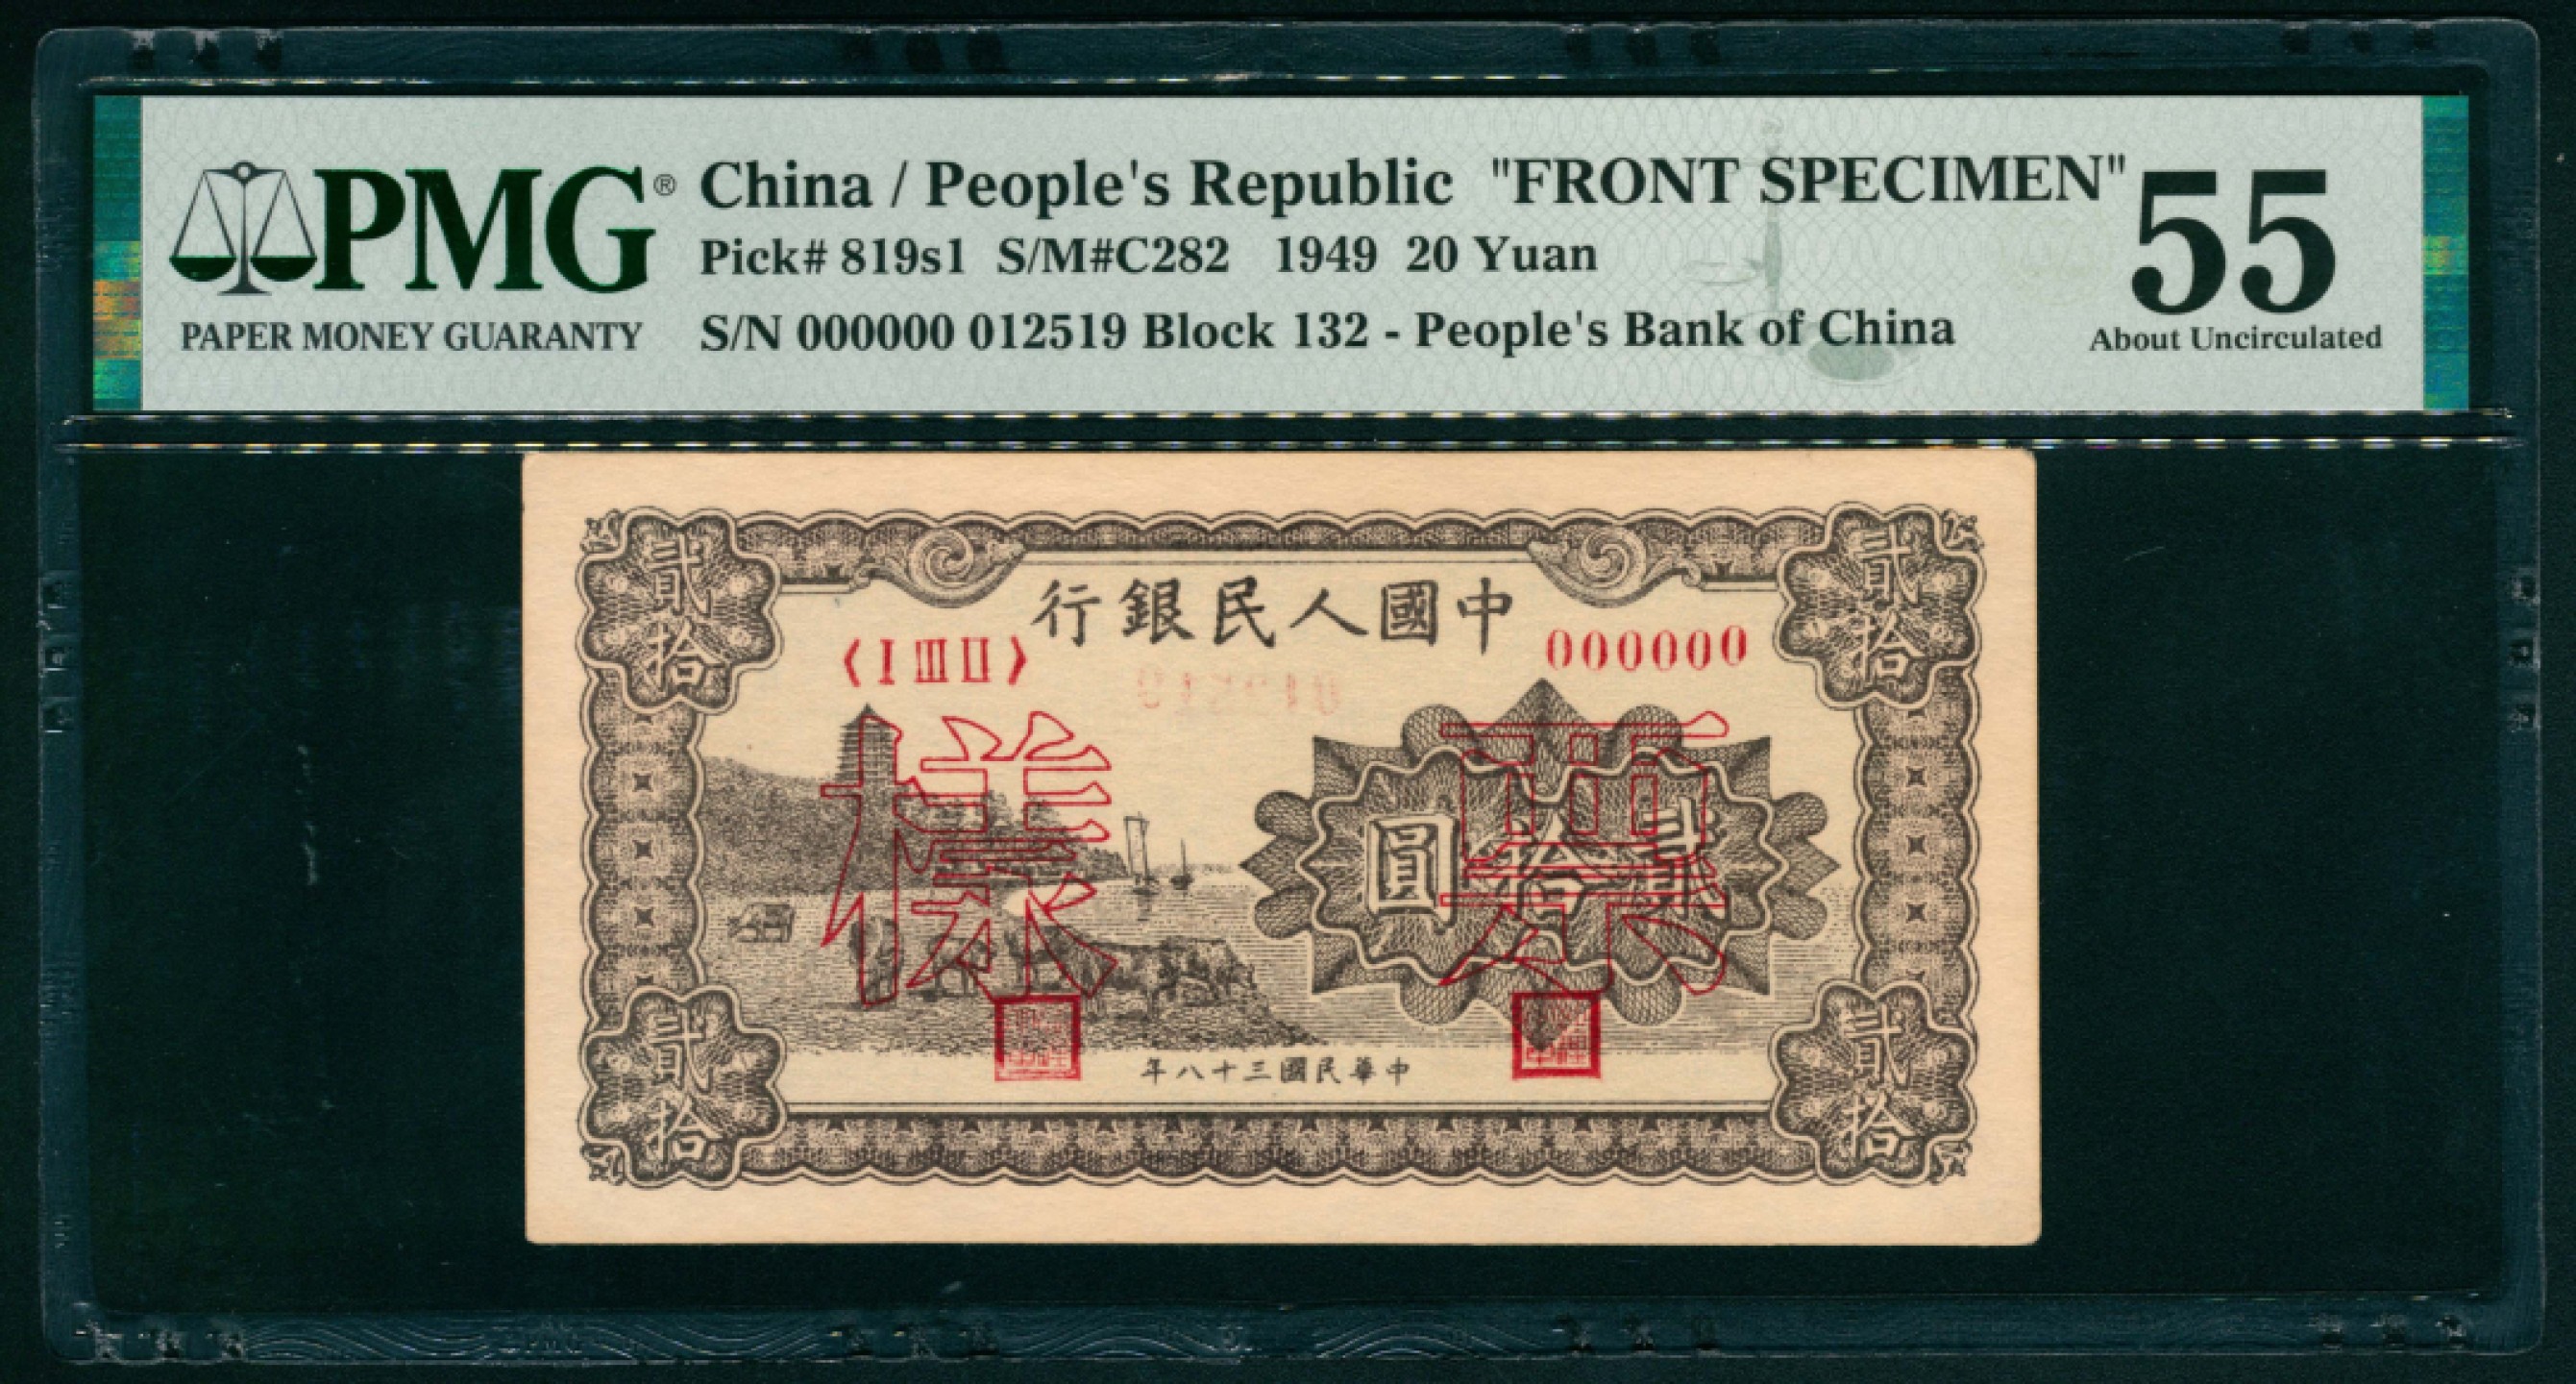 PMG®
PAPER MONEY GUARANTY
China / People's Republic "FRONT SPECIMEN"
Pick# 819s1 S/M#C282 1949 20 Yuan
S/N 000000 012519 Block 132 - People's Bank of China
55
About Uncirculated
貳拾
貳拾
行銀民人國中
〈I III II〉
000000
樣
票
圓拾貳
年八十三國民華中
貳拾
貳拾